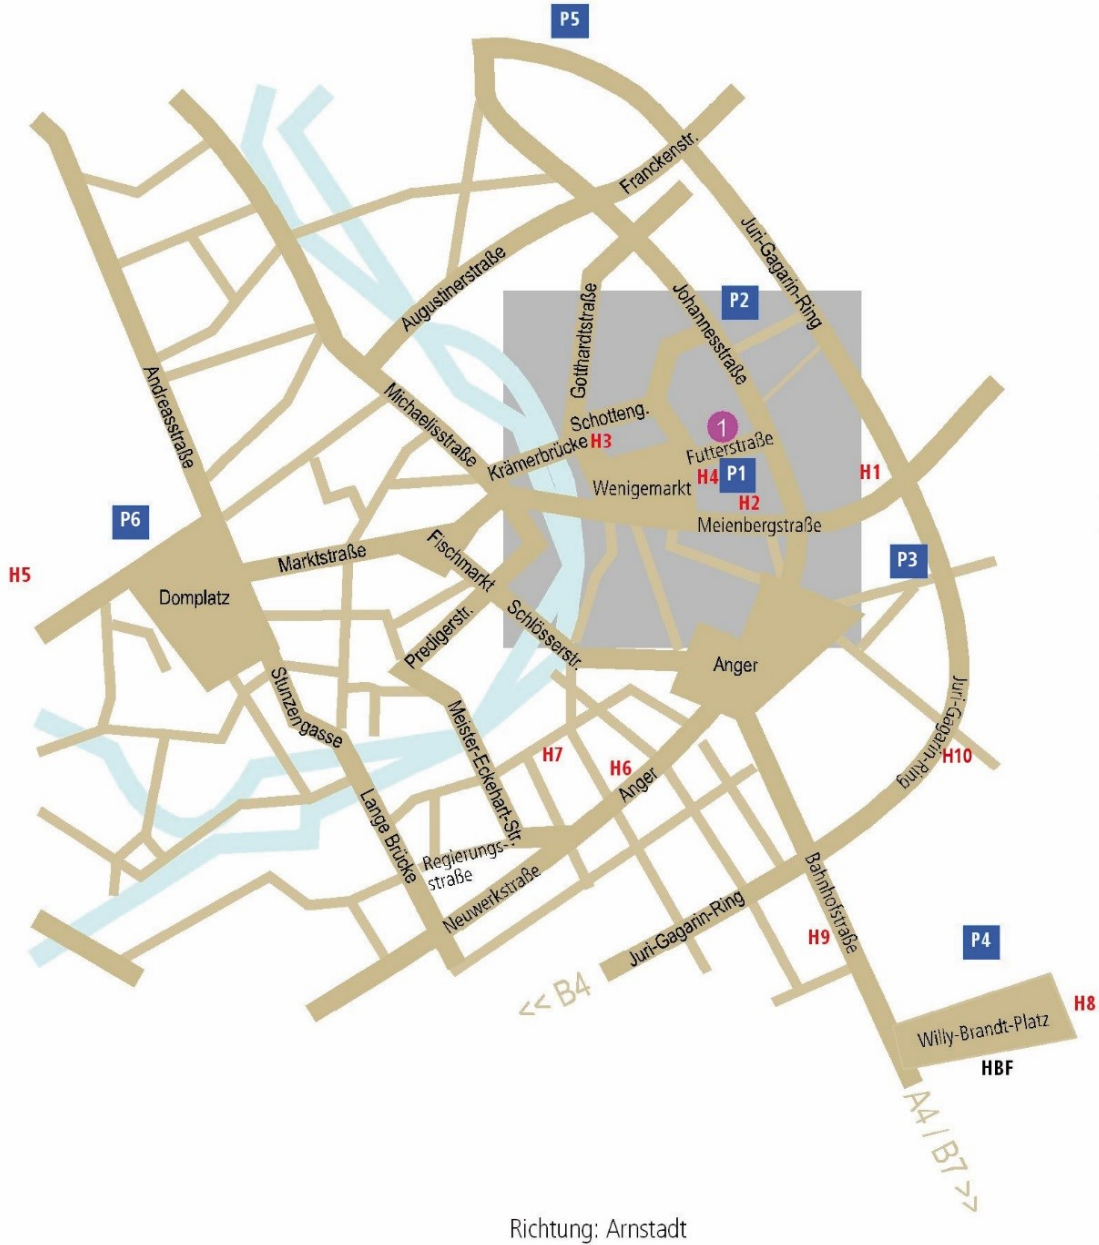 P5
Franckenstr.
Juri-Gagarin-Ring
Augustinerstraße
Gotthardtstraße
Johannesstraße
P2
Andreasstraße
Michaelisstraße
Schotteng.
1
Krämerbrücke
H3
Futterstraße
H4
P1
H1
Wenigemarkt
H2
Meienbergstraße
P6
H5
Marktstraße
Fischmarkt
P3
Domplatz
Predigerstr.
Schlösserstr.
Anger
Stunzengasse
Meister-Eckehart-Str
Juri-Gagarin-Ring
H10
H7
H6
Anger
Lange Brücke
Regierungs-
straße
Neuwerkstraße
Bahnhofstraße
Juri-Gagarin-Ring
H9
P4
<< B4
H8
Willy-Brandt-Platz
HBF
A4 / B7 >>
Richtung: Arnstadt